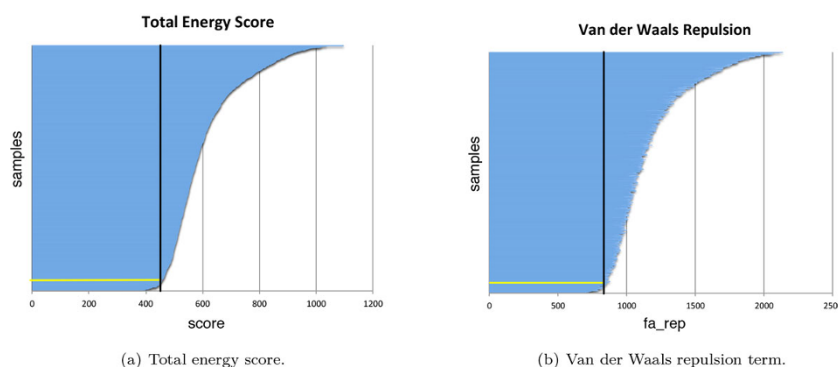 Total Energy Score
samples
0 200 400 600 800 1000 1200
score
(a) Total energy score.
Van der Waals Repulsion
samples
0 500 1000 1500 2000 250
fa_rep
(b) Van der Waals repulsion term.